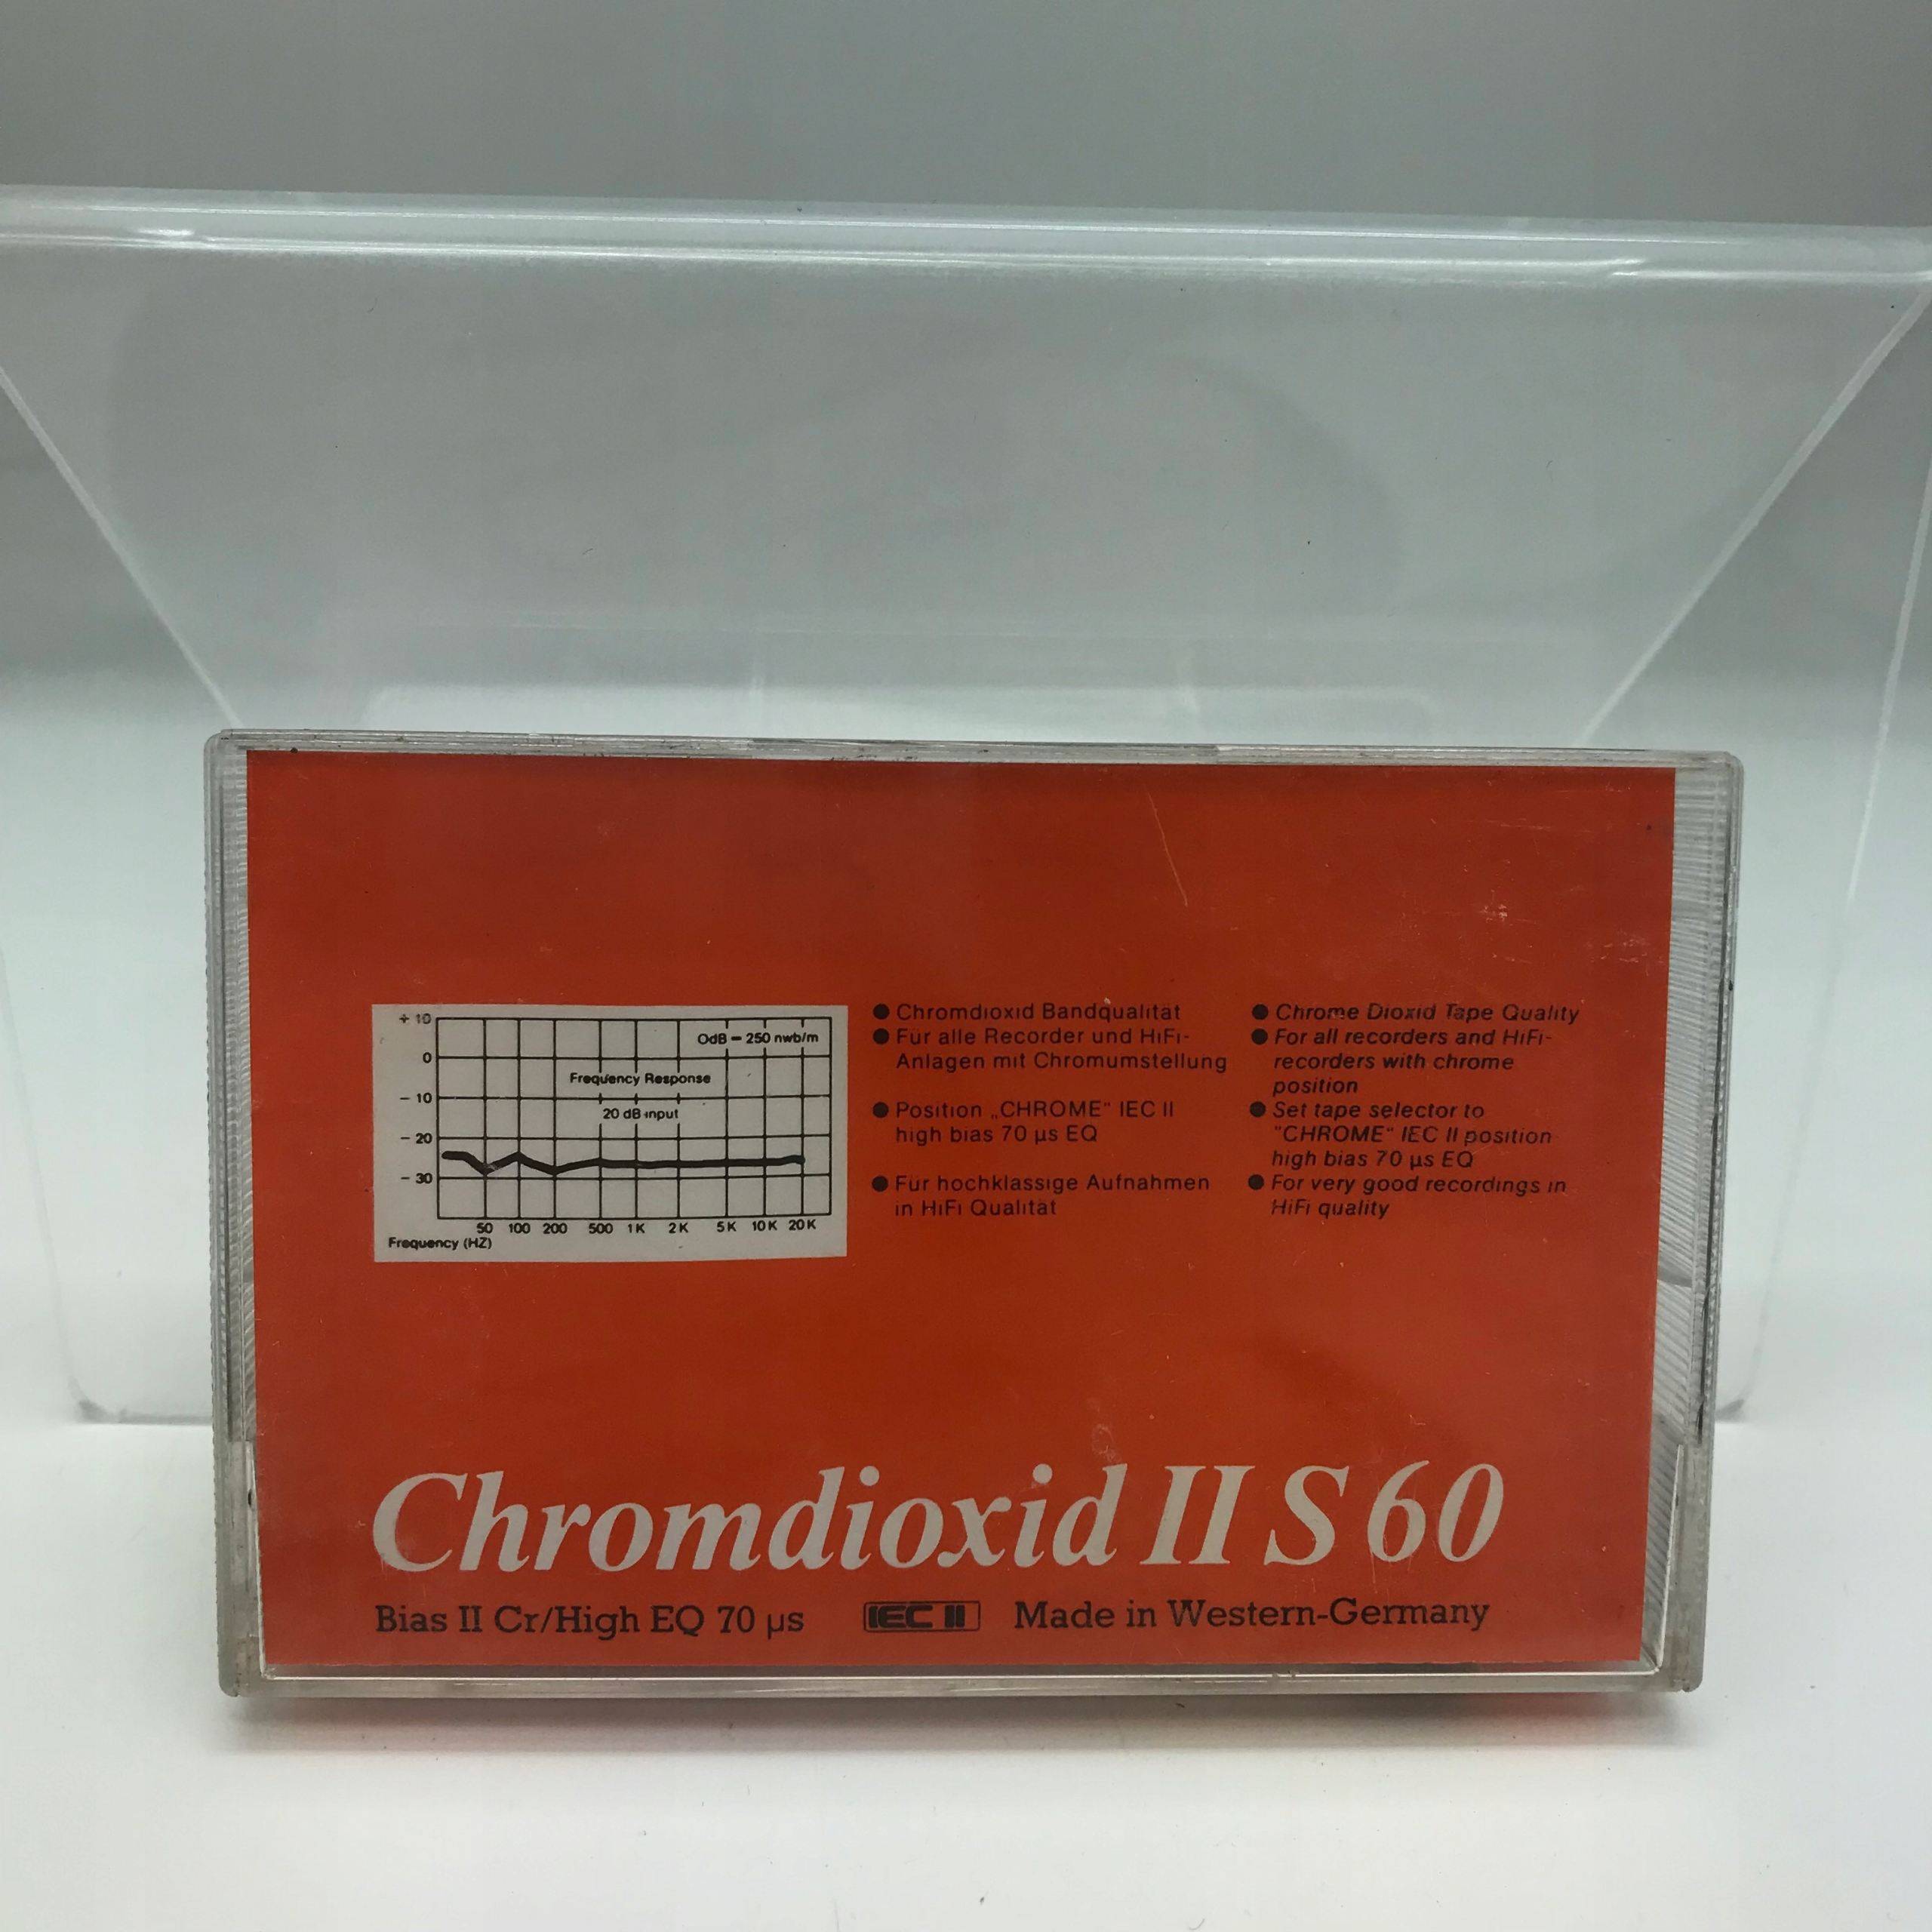 + 10
OdB = 250 nwb/m
0
Frequency Response
- 10
20 dB input
- 20
- 30
50 100 200 500 1K 2K 5K 10K 20K
Frequency (HZ)
● Chromdioxid Bandqualität
● Für alle Recorder und HiFi-
Anlagen mit Chromumstellung
● Position „CHROME“ IEC II
high bias 70 µs EQ
● Für hochklassige Aufnahmen
in HiFi Qualität
● Chrome Dioxid Tape Quality
● For all recorders and HiFi-
recorders with chrome
position
● Set tape selector to
"CHROME“ IEC II position
high bias 70 µs EQ
● For very good recordings in
HiFi quality
Chromdioxid II S 60
Bias II Cr/High EQ 70 µs IEC II Made in Western-Germany